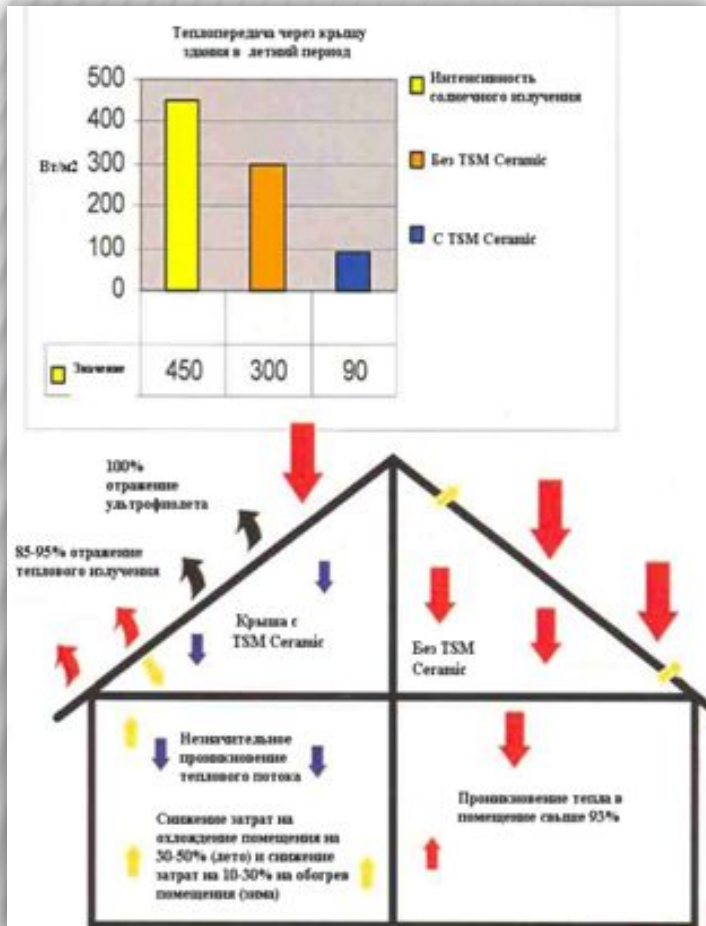 Теплопередача через крышу
здания в летний период
500
400
300
200
100
0
Вт/м2
Интенсивность
солнечного излучения
Без TSM Ceramic
С TSM Ceramic
Значение
450
300
90
100%
отражение
ультрофиолета
85-95% отражение
теплового излучения
Крыша с
TSM Ceramic
Без TSM
Ceramic
Незначительное
проникновение
теплового потока
Снижение затрат на
охлождение помещения на
30-50% (лето) и снижение
затрат на 10-30% на обогрев
помещения (зима)
Проникновение тепла в
помещение свыше 93%